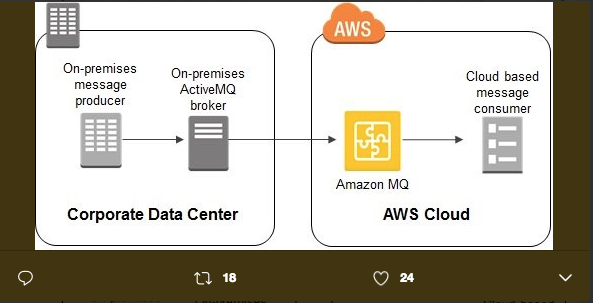 AWS
On-premises
message
producer
On-premises
ActiveMQ
broker
Cloud based
message
consumer
Amazon MQ
Corporate Data Center
AWS Cloud
18
24